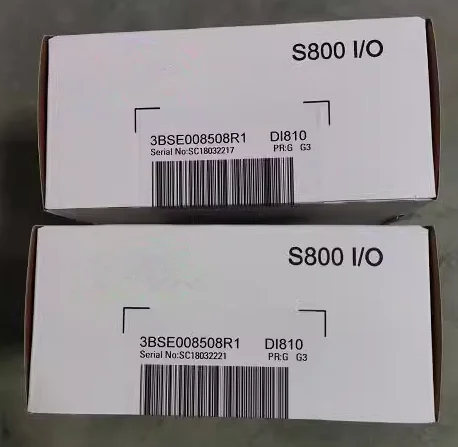 S800 I/O
3BSE008508R1 DI810
Serial No:SC18032217 PR:G G3
S800 I/O
3BSE008508R1 DI810
Serial No:SC18032221 PR:G G3